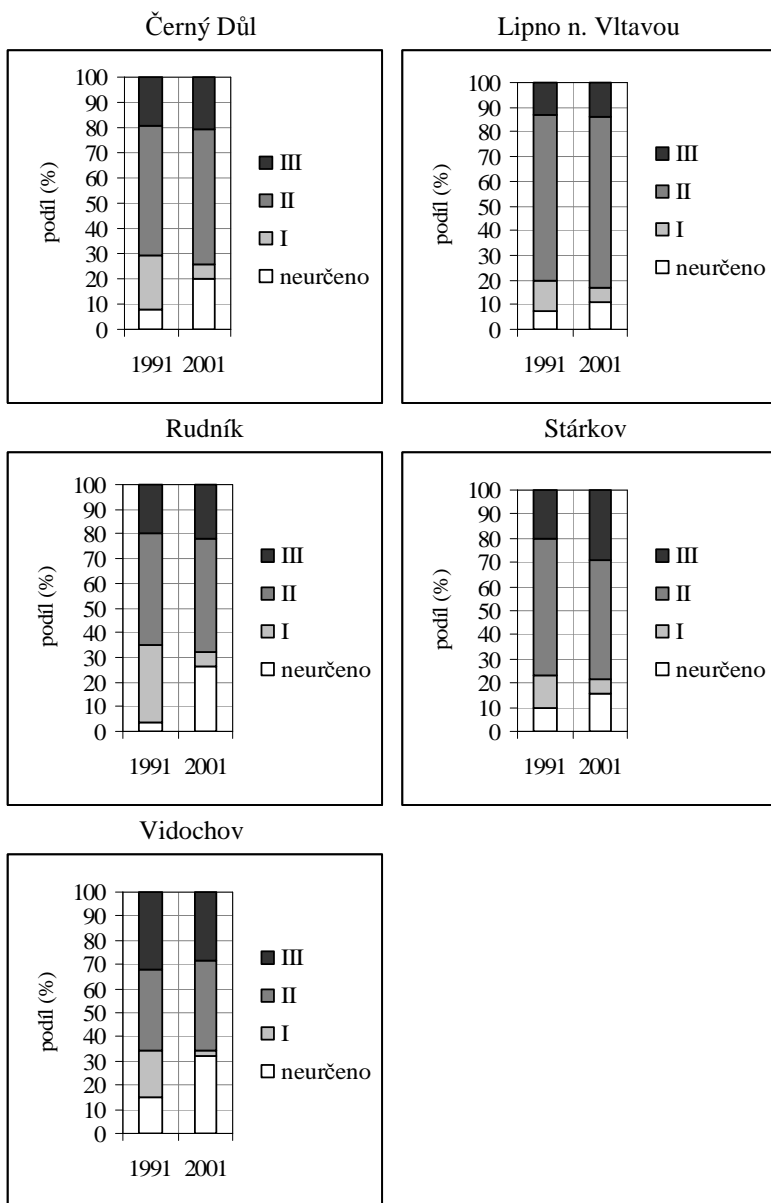 Černý Důl
podíl (%)
100
90
80
70
60
50
40
30
20
10
0
1991 2001
III
II
I
neurčeno
Lipno n. Vltavou
podíl (%)
100
90
80
70
60
50
40
30
20
10
0
1991 2001
III
II
I
neurčeno
Rudník
podíl (%)
100
90
80
70
60
50
40
30
20
10
0
1991 2001
III
II
I
neurčeno
Stárkov
podíl (%)
100
90
80
70
60
50
40
30
20
10
0
1991 2001
III
II
I
neurčeno
Vidochov
podíl (%)
100
90
80
70
60
50
40
30
20
10
0
1991 2001
III
II
I
neurčeno